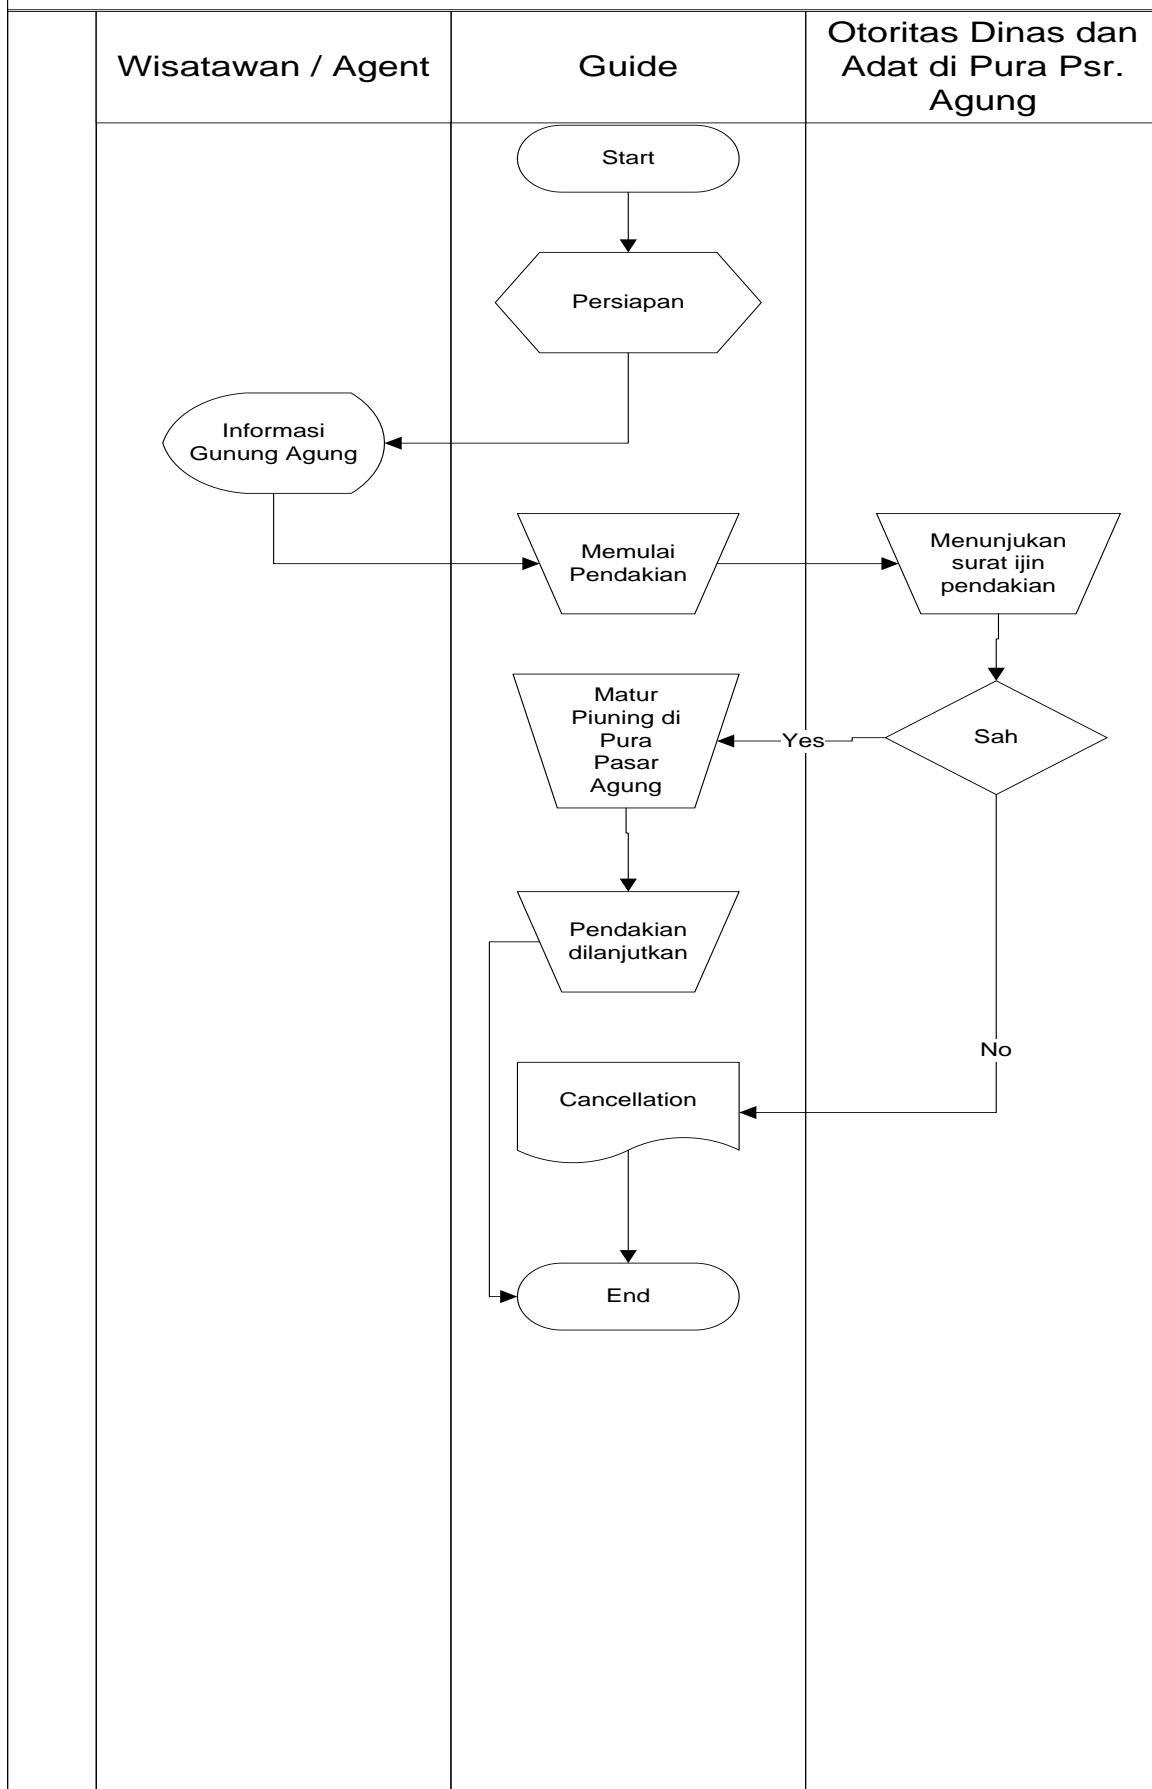 Wisatawan / Agent
Guide
Otoritas Dinas dan
Adat di Pura Psr.
Agung
Start
Persiapan
Informasi
Gunung Agung
Memulai
Pendakian
Menunjukan
surat ijin
pendakian
Matur
Piuning di
Pura
Pasar
Agung
Yes
Sah
Pendakian
dilanjutkan
No
Cancellation
End